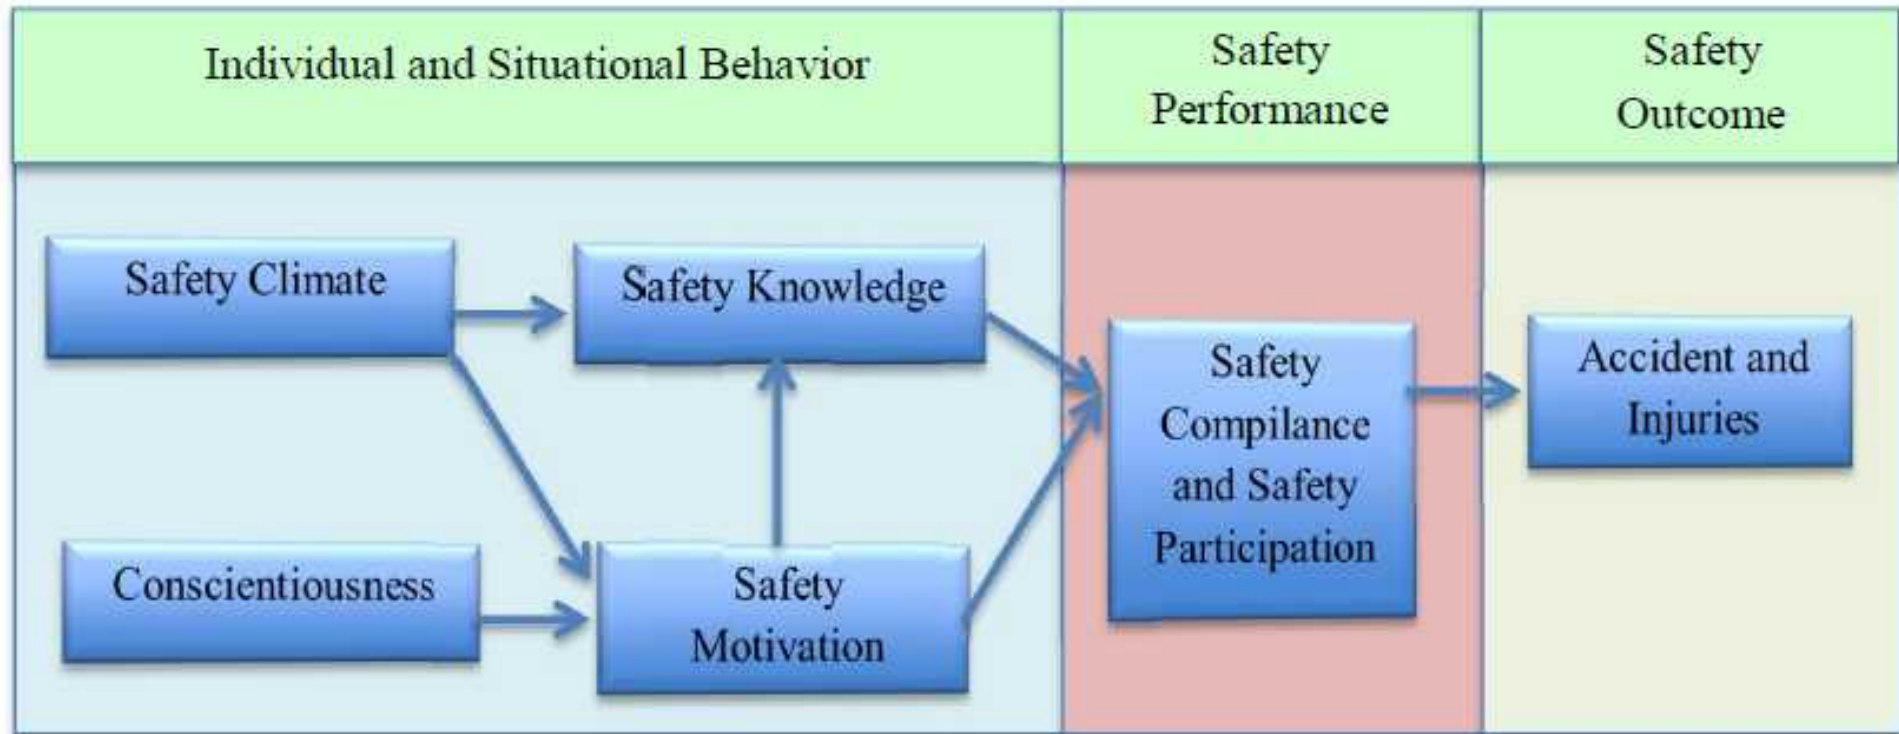 Individual and Situational Behavior
Safety
Performance
Safety
Outcome
Safety Climate
Safety Knowledge
Conscientiousness
Safety
Motivation
Safety
Compilance
and Safety
Participation
Accident and
Injuries